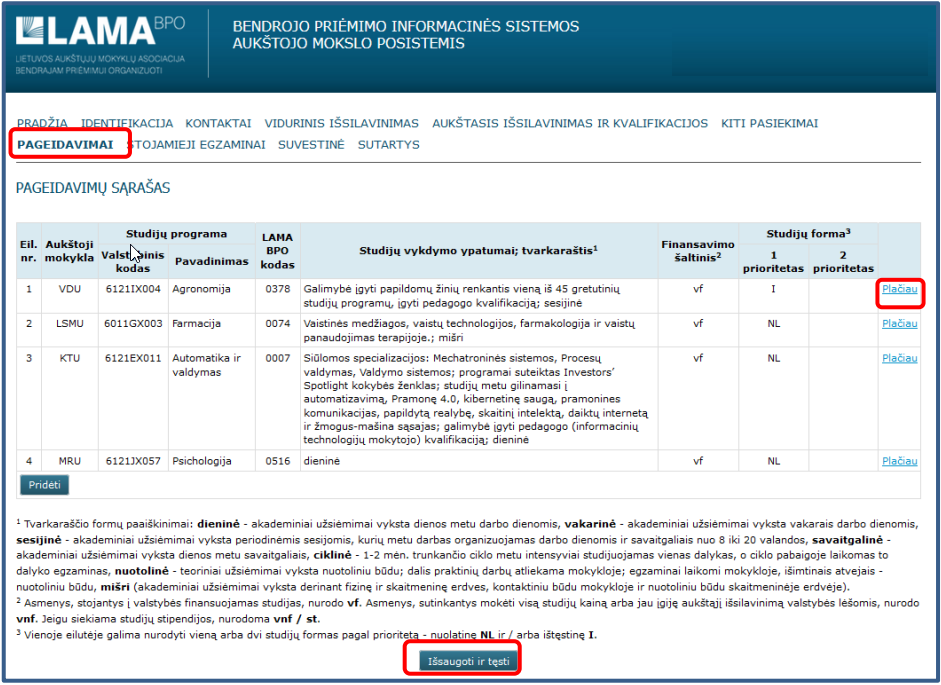 LAMA BPO
LIETUVOS AUKŠTŲJŲ MOKYKLŲ ASOCIACIJA
BENDRAJAM PRIĖMIMUI ORGANIZUOTI
BENDROJO PRIĖMIMO INFORMACINĖS SISTEMOS
AUKŠTOJO MOKSLO POSISTEMIS
PRADŽIA IDENTIFIKACIJA KONTAKTAI VIDURINIS IŠSILAVINIMAS AUKŠTASIS IŠSILAVINIMAS IR KVALIFIKACIJOS KITI PASIEKIMAI
PAGEIDAVIMAI STOJAMIEJI EGZAMINAI SUVESTINĖ SUTARTYS
PAGEIDAVIMŲ SĄRAŠAS
Eil. nr. Aukštoji mokykla Studijų programa LAMA BPO kodas Studijų vykdymo ypatumai; tvarkaraštis¹ Finansavimo šaltinis² Studijų forma³
Valstybinis kodas Pavadinimas 1 prioritetas 2 prioritetas
1 VDU 6121IX004 Agronomija 0378 Galimybė įgyti papildomų žinių renkantis vieną iš 45 gretutinių vf I Plačiau
studijų programų, įgyti pedagogo kvalifikaciją; sesijinė
2 LSMU 6011GX003 Farmacija 0074 Vaistinės medžiagos, vaistų technologijos, farmakologija ir vaistų vf NL Plačiau
panaudojimas terapijoje.; mišri
3 KTU 6121EX011 Automatika ir 0007 Siūlomos specializacijos: Mechatroninės sistemos, Procesų vf NL Plačiau
valdymas valdymas, Valdymo sistemos; programai suteiktas Investors’
Spotlight kokybės ženklas; studijų metu gilinamasi į
automatizavimą, Pramonę 4.0, kibernetinę saugą, pramonines
komunikacijas, papildytą realybę, skaitinį intelektą, daiktų internetą
ir žmogus-mašina sąsajas; galimybė įgyti pedagogo (informacinių
technologijų mokytojo) kvalifikaciją; dieninė
4 MRU 6121JX057 Psichologija 0516 dieninė vf NL Plačiau
Pridėti
¹ Tvarkaraščio formų paaiškinimai: dieninė - akademiniai užsiėmimai vyksta dienos metu darbo dienomis, vakarinė - akademiniai užsiėmimai vyksta vakarais darbo dienomis,
sesijinė - akademiniai užsiėmimai vyksta periodinėmis sesijomis, kurių metu darbas organizuojamas darbo dienomis ir savaitgaliais nuo 8 iki 20 valandos, savaitgalinė -
akademiniai užsiėmimai vyksta dienos metu savaitgaliais, ciklinė - 1-2 mėn. trunkančio ciklo metu intensyviai studijuojamas vienas dalykas, o ciklo pabaigoje laikomas to
dalyko egzaminas, nuotolinė - teoriniai užsiėmimai vyksta nuotoliniu būdu; dalis praktinių darbų atliekama mokykloje; egzaminai laikomi mokykloje, išimtinais atvejais -
nuotoliniu būdu, mišri (akademiniai užsiėmimai vyksta derinant fizinę ir skaitmeninę erdves, kontaktiniu būdu mokykloje ir nuotoliniu būdu skaitmeninėje erdvėje).
² Asmenys, stojantys į valstybės finansuojamas studijas, nurodo vf. Asmenys, sutinkantys mokėti visą studijų kainą arba jau įgiję aukštąjį išsilavinimą valstybės lėšomis, nurodo
vnf. Jeigu siekiama studijų stipendijos, nurodoma vnf / st.
³ Vienoje eilutėje galima nurodyti vieną arba dvi studijų formas pagal prioritetą - nuolatinę NL ir / arba ištęstinę I.
Išsaugoti ir tęsti